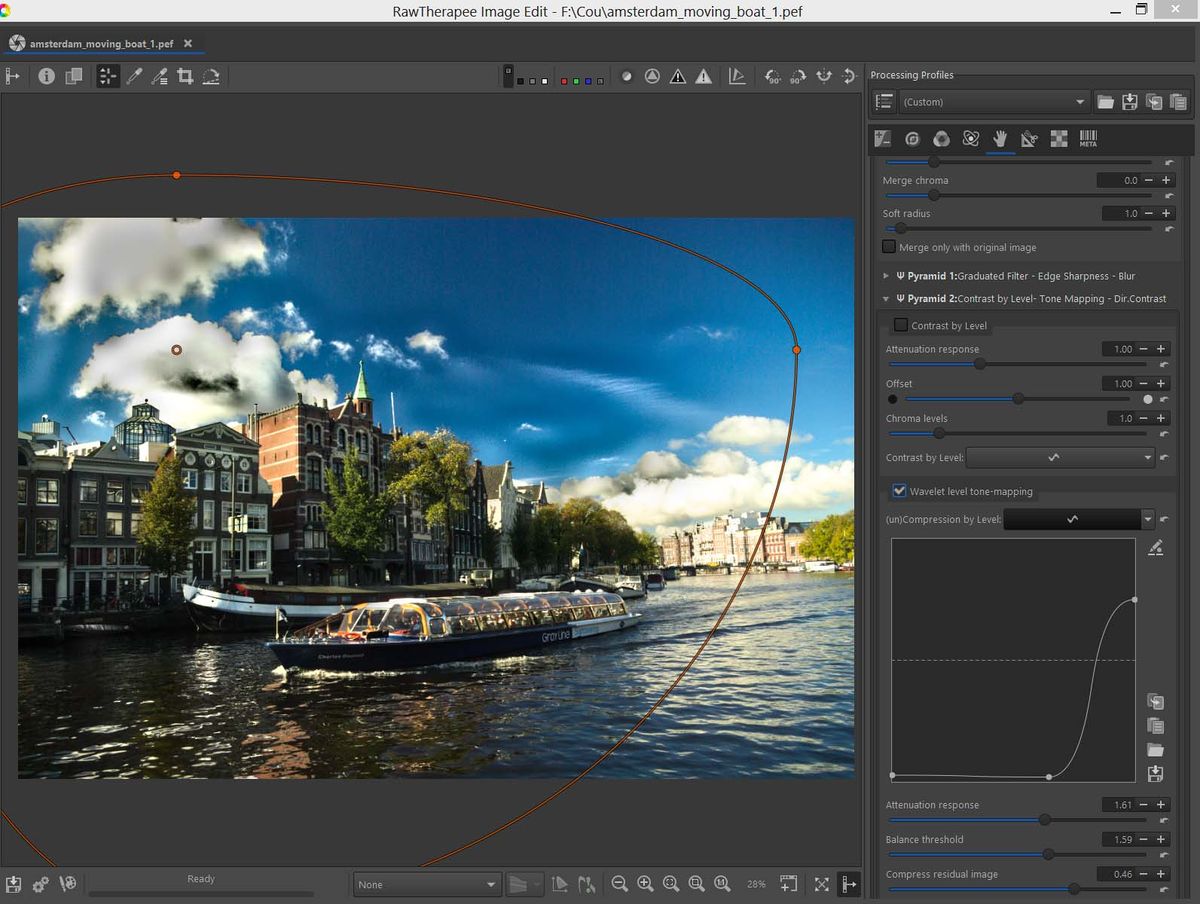 RawTherapee Image Edit - F:\Cou\amsterdam_moving_boat_1.pef
amsterdam_moving_boat_1.pef
Processing Profiles
(Custom)
META
Merge chroma 0.0
Soft radius 1.0
Merge only with original image
Ψ Pyramid 1:Graduated Filter - Edge Sharpness - Blur
Ψ Pyramid 2:Contrast by Level- Tone Mapping - Dir.Contrast
Contrast by Level
Attenuation response 1.00
Offset 1.00
Chroma levels 1.0
Contrast by Level:
Wavelet level tone-mapping
(un)Compression by Level:
Gray Line
Attenuation response 1.61
Balance threshold 1.59
Compress residual image 0.46
Ready
None
28%